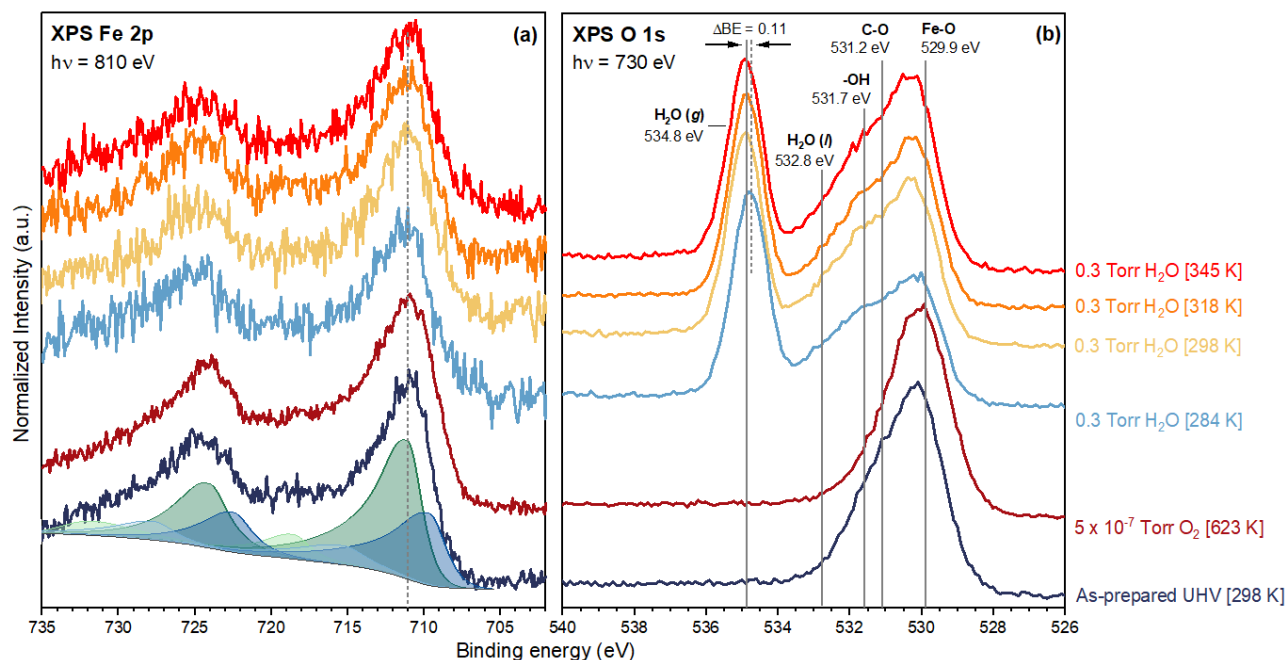 XPS Fe 2p
(a)
hν = 810 eV
XPS O 1s
(b)
hν = 730 eV
ΔBE = 0.11
C-O
531.2 eV
Fe-O
529.9 eV
-OH
531.7 eV
H₂O (g)
534.8 eV
H₂O (l)
532.8 eV
0.3 Torr H₂O [345 K]
0.3 Torr H₂O [318 K]
0.3 Torr H₂O [298 K]
0.3 Torr H₂O [284 K]
5 x 10⁻⁷ Torr O₂ [623 K]
As-prepared UHV [298 K]
Normalized Intensity (a.u.)
735 730 725 720 715 710 705
540 538 536 534 532 530 528 526
Binding energy (eV)